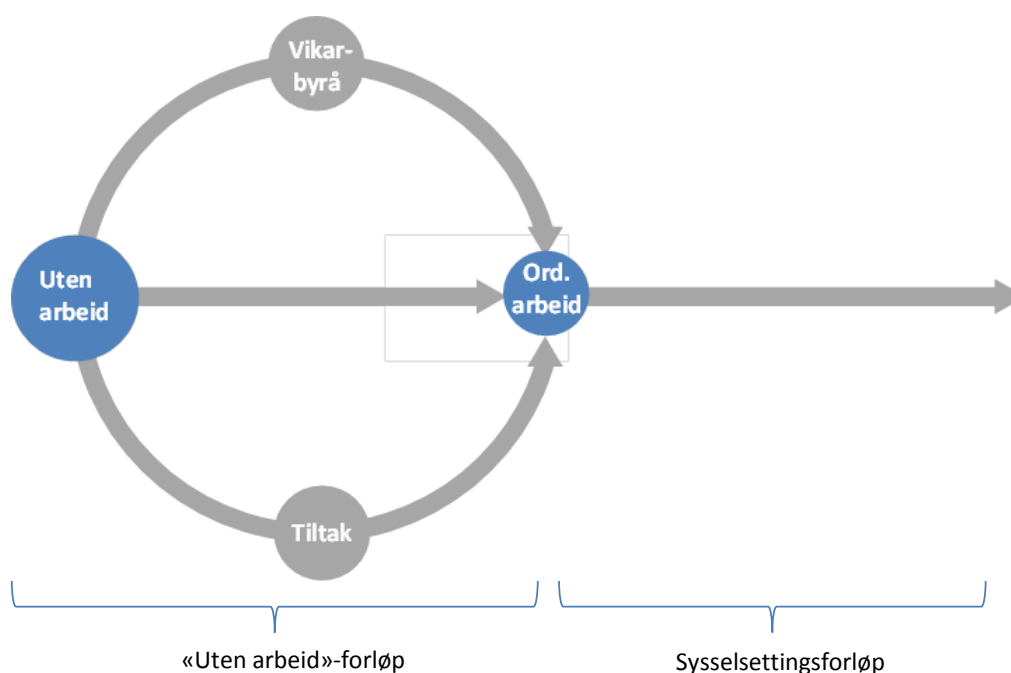 Vikar-
byrå
Uten
arbeid
Ord.
arbeid
Tiltak
«Uten arbeid»-forløp
Sysselsettingsforløp